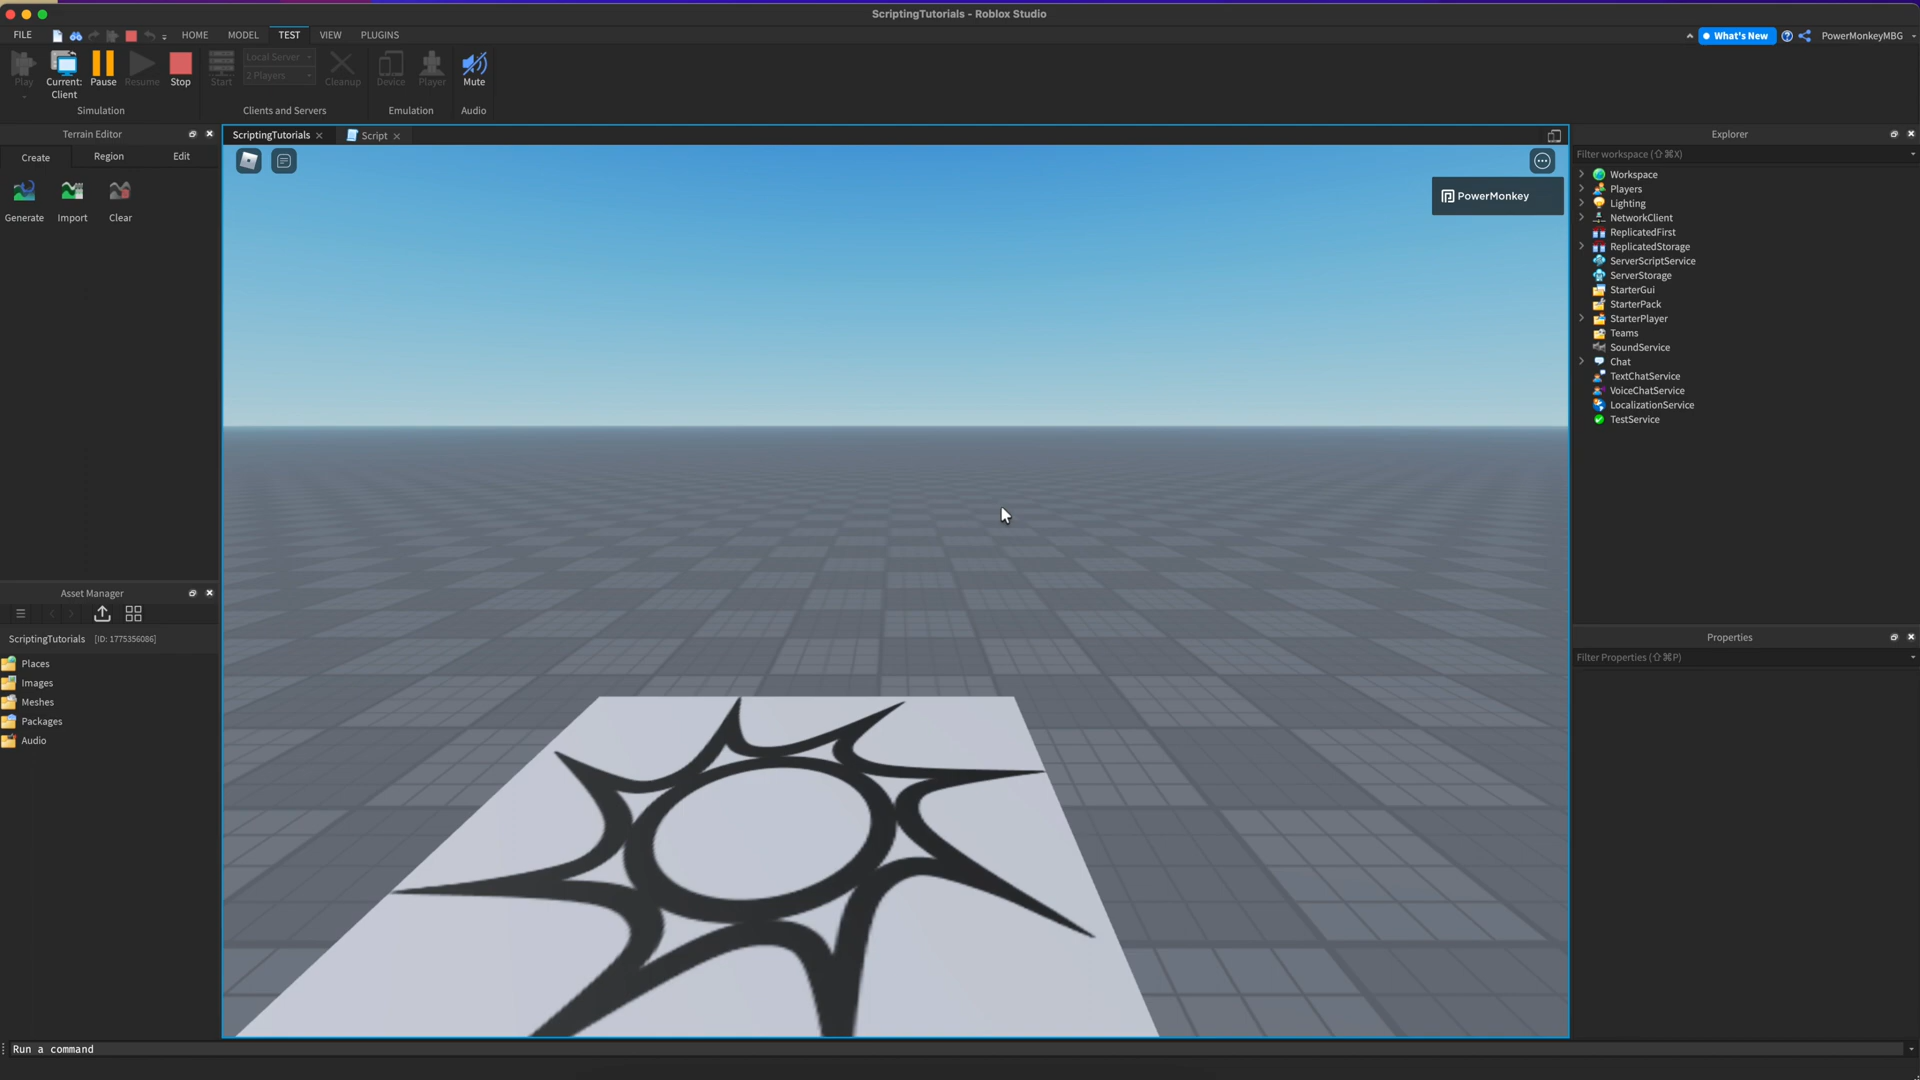 ScriptingTutorials - Roblox Studio
FILE HOME MODEL TEST VIEW PLUGINS What's New PowerMonkeyMBG
Play Current: Client Pause Resume Stop Start Local Server 2 Players Cleanup Device Player Mute
Simulation Clients and Servers Emulation Audio
Terrain Editor
Create Region Edit
Generate Import Clear
ScriptingTutorials Script
PowerMonkey
Asset Manager
ScriptingTutorials [ID: 1775356086]
Places
Images
Meshes
Packages
Audio
Explorer
Filter workspace (⇧⌘X)
Workspace
Players
Lighting
NetworkClient
ReplicatedFirst
ReplicatedStorage
ServerScriptService
ServerStorage
StarterGui
StarterPack
StarterPlayer
Teams
SoundService
Chat
TextChatService
VoiceChatService
LocalizationService
TestService
Properties
Filter Properties (⇧⌘P)
Run a command